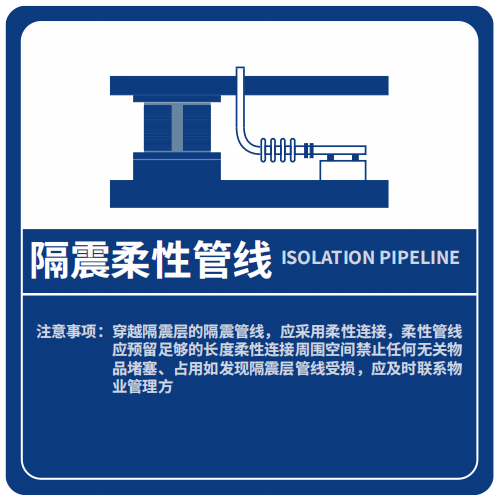 隔震柔性管线 ISOLATION PIPELINE
注意事项：穿越隔震层的隔震管线，应采用柔性连接，柔性管线
应预留足够的长度柔性连接周围空间禁止任何无关物
品堵塞、占用如发现隔震层管线受损，应及时联系物
业管理方